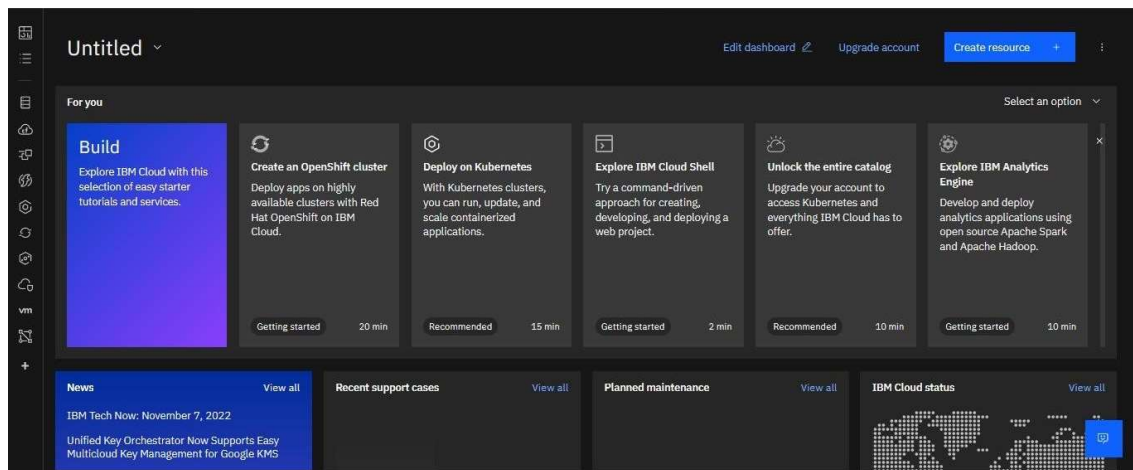 Untitled
Edit dashboard
Upgrade account
Create resource +
For you
Select an option
Build
Explore IBM Cloud with this
selection of easy starter
tutorials and services.
Create an OpenShift cluster
Deploy apps on highly
available clusters with Red
Hat OpenShift on IBM
Cloud.
Getting started
20 min
Deploy on Kubernetes
With Kubernetes clusters,
you can run, update, and
scale containerized
applications.
Recommended
15 min
Explore IBM Cloud Shell
Try a command-driven
approach for creating,
developing, and deploying a
web project.
Getting started
2 min
Unlock the entire catalog
Upgrade your account to
access Kubernetes and
everything IBM Cloud has to
offer.
Recommended
10 min
Explore IBM Analytics
Engine
Develop and deploy
analytics applications using
open source Apache Spark
and Apache Hadoop.
Getting started
10 min
vm
News
View all
IBM Tech Now: November 7, 2022
Unified Key Orchestrator Now Supports Easy
Multicloud Key Management for Google KMS
Recent support cases
View all
Planned maintenance
View all
IBM Cloud status
View all